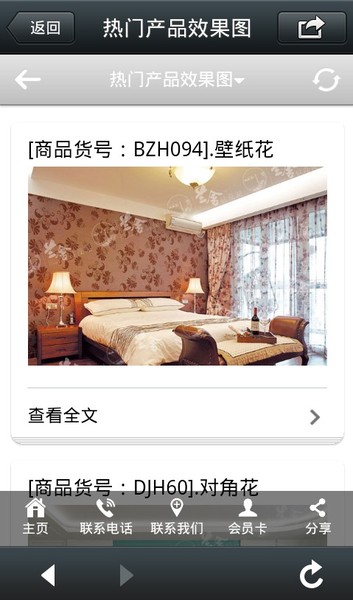 返回
热门产品效果图
热门产品效果图
[商品货号：BZH094].壁纸花
查看全文
[商品货号：DJH60].对角花
主页
联系电话
联系我们
会员卡
分享